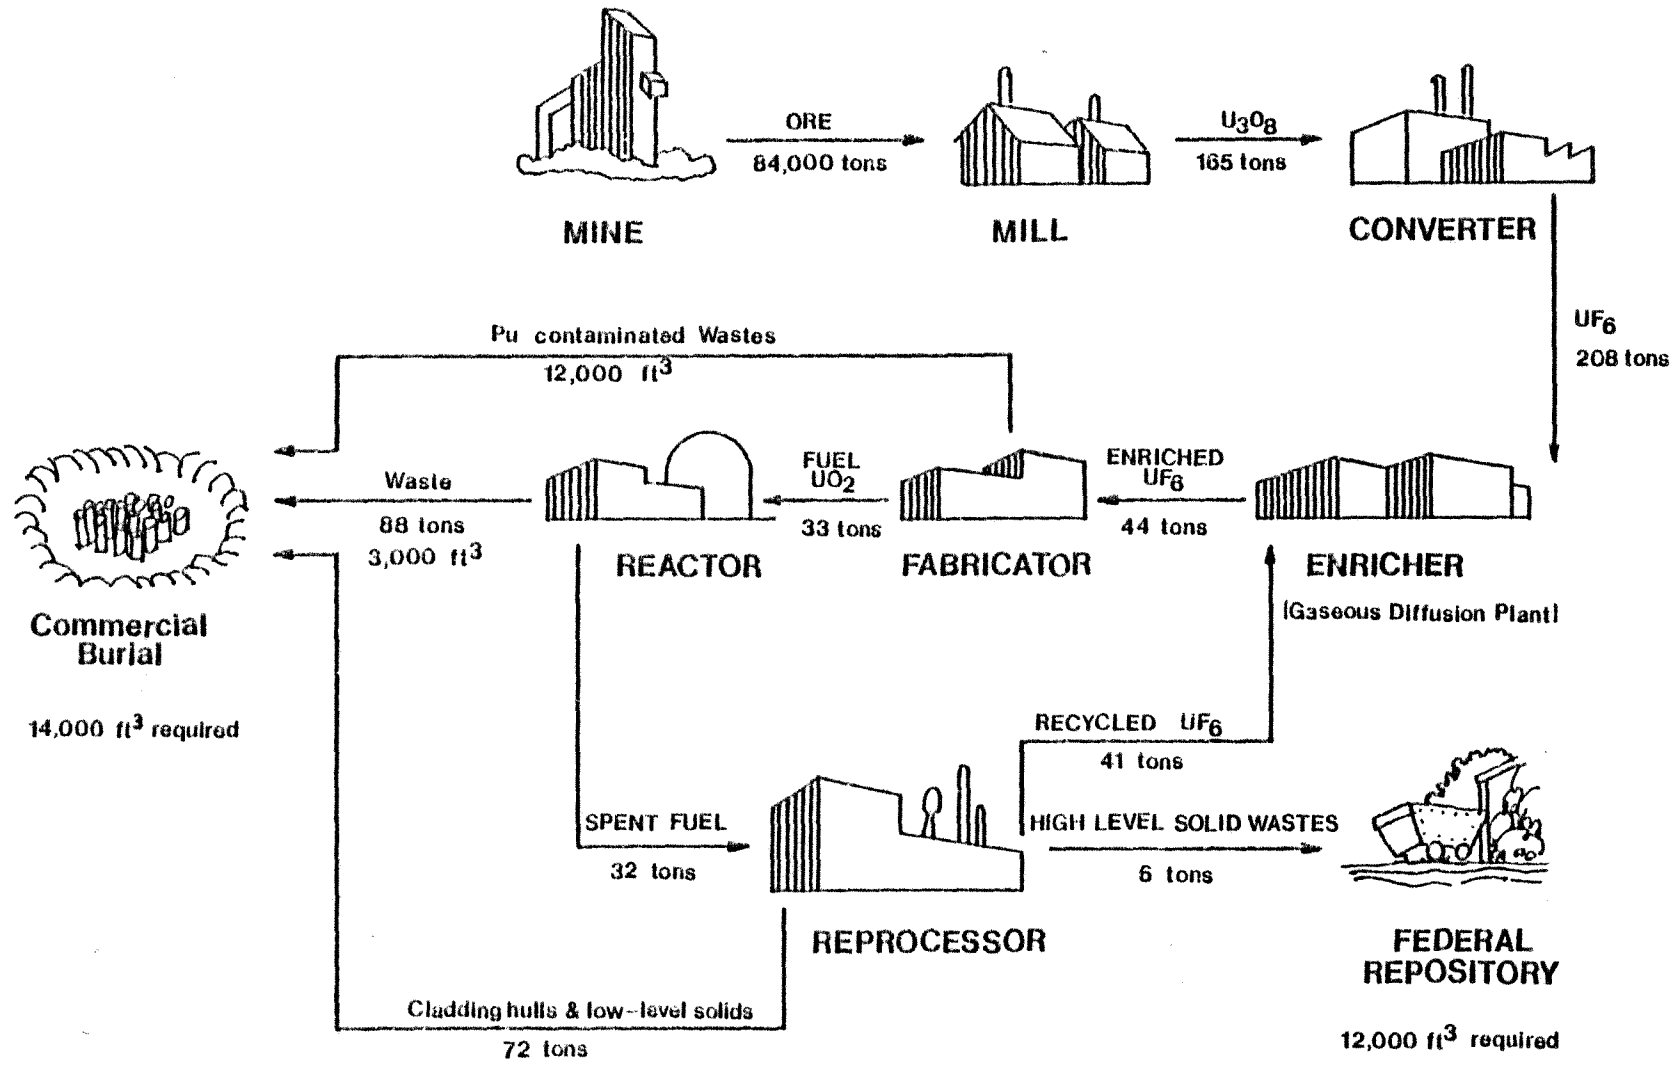 ORE
84,000 tons
U3O8
165 tons
MINE
MILL
CONVERTER
UF6
208 tons
Pu contaminated Wastes
12,000 ft3
Waste
88 tons
3,000 ft3
FUEL
UO2
33 tons
ENRICHED
UF6
44 tons
REACTOR
FABRICATOR
ENRICHER
(Gaseous Diffusion Plant)
Commercial
Burial
14,000 ft3 required
RECYCLED UF6
41 tons
SPENT FUEL
32 tons
HIGH LEVEL SOLID WASTES
6 tons
REPROCESSOR
FEDERAL
REPOSITORY
12,000 ft3 required
Cladding hulls & low-level solids
72 tons